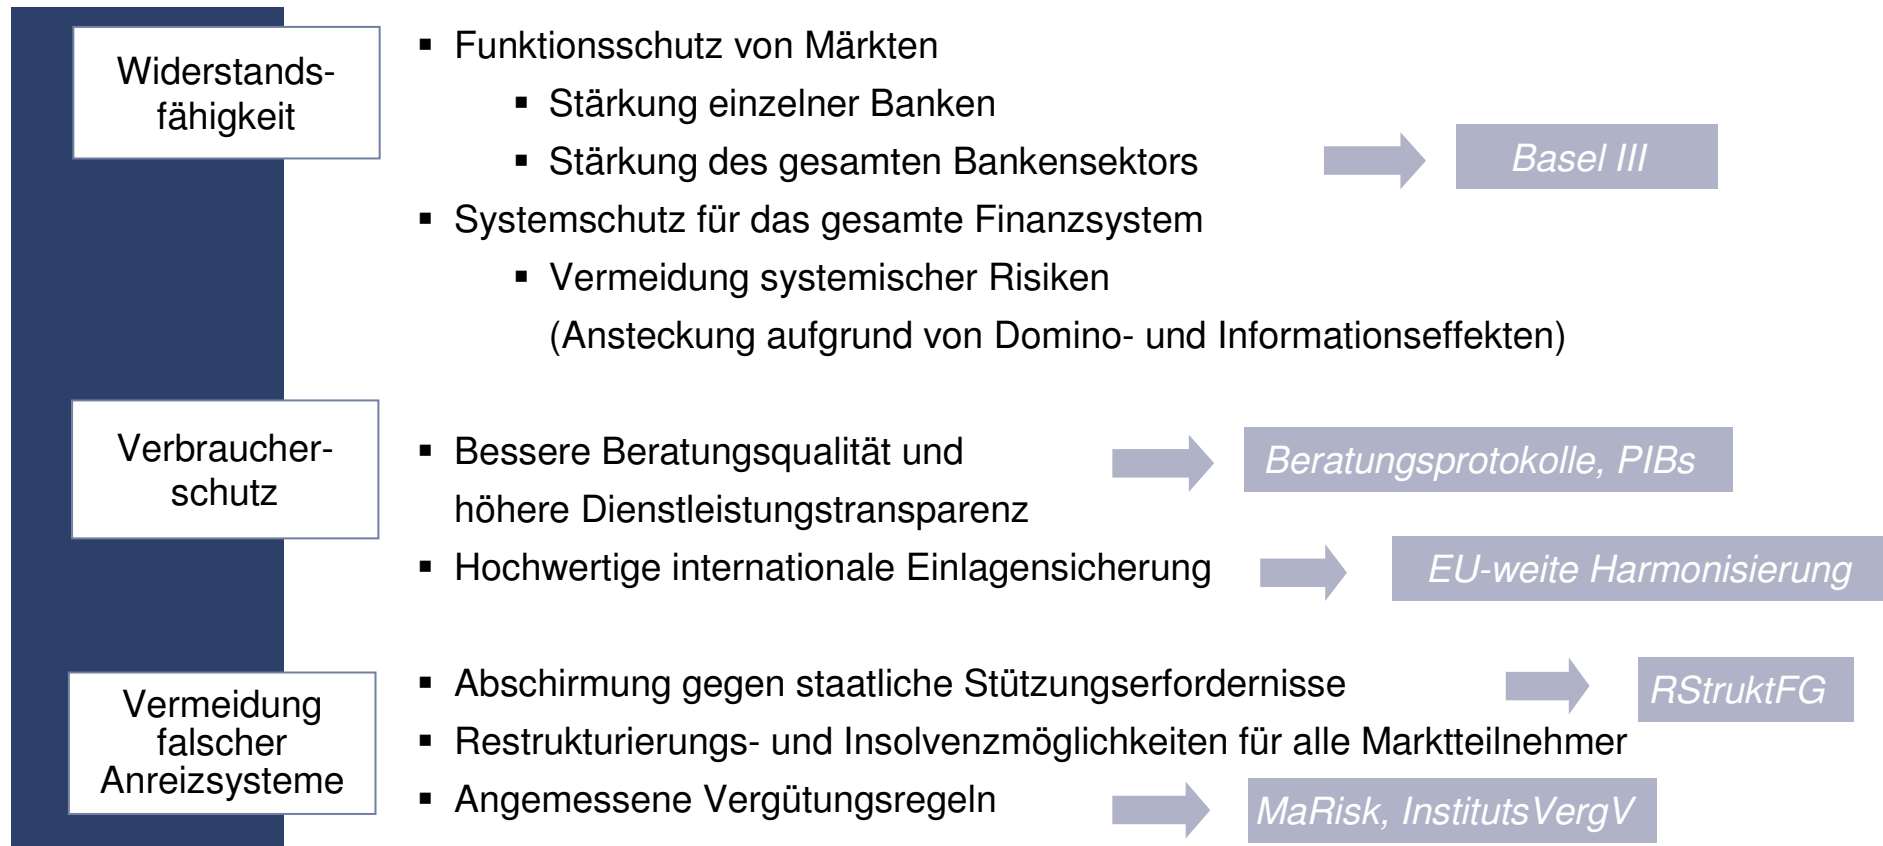 Widerstands-
fähigkeit
▪ Funktionsschutz von Märkten
▪ Stärkung einzelner Banken
▪ Stärkung des gesamten Bankensektors
Basel III
▪ Systemschutz für das gesamte Finanzsystem
▪ Vermeidung systemischer Risiken
(Ansteckung aufgrund von Domino- und Informationseffekten)
Verbraucher-
schutz
▪ Bessere Beratungsqualität und
höhere Dienstleistungstransparenz
Beratungsprotokolle, PIBs
▪ Hochwertige internationale Einlagensicherung
EU-weite Harmonisierung
Vermeidung
falscher
Anreizsysteme
▪ Abschirmung gegen staatliche Stützungserfordernisse
RStruktFG
▪ Restrukturierungs- und Insolvenzmöglichkeiten für alle Marktteilnehmer
▪ Angemessene Vergütungsregeln
MaRisk, InstitutsVergV